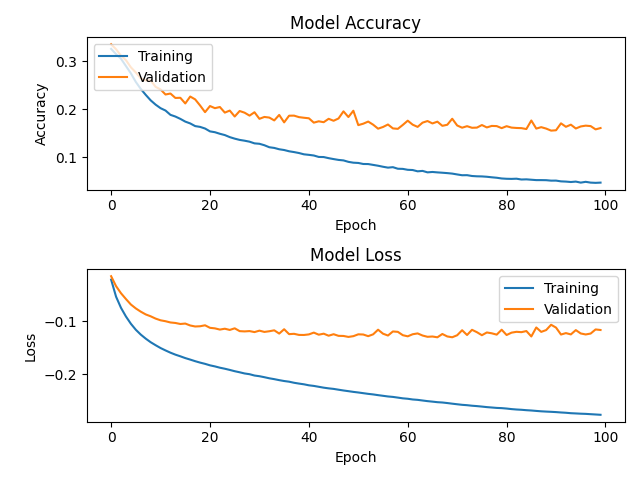 Model Accuracy
Training
Validation
0.3
0.2
0.1
Accuracy
0 20 40 60 80 100
Epoch
Model Loss
Training
Validation
−0.1
−0.2
Loss
0 20 40 60 80 100
Epoch